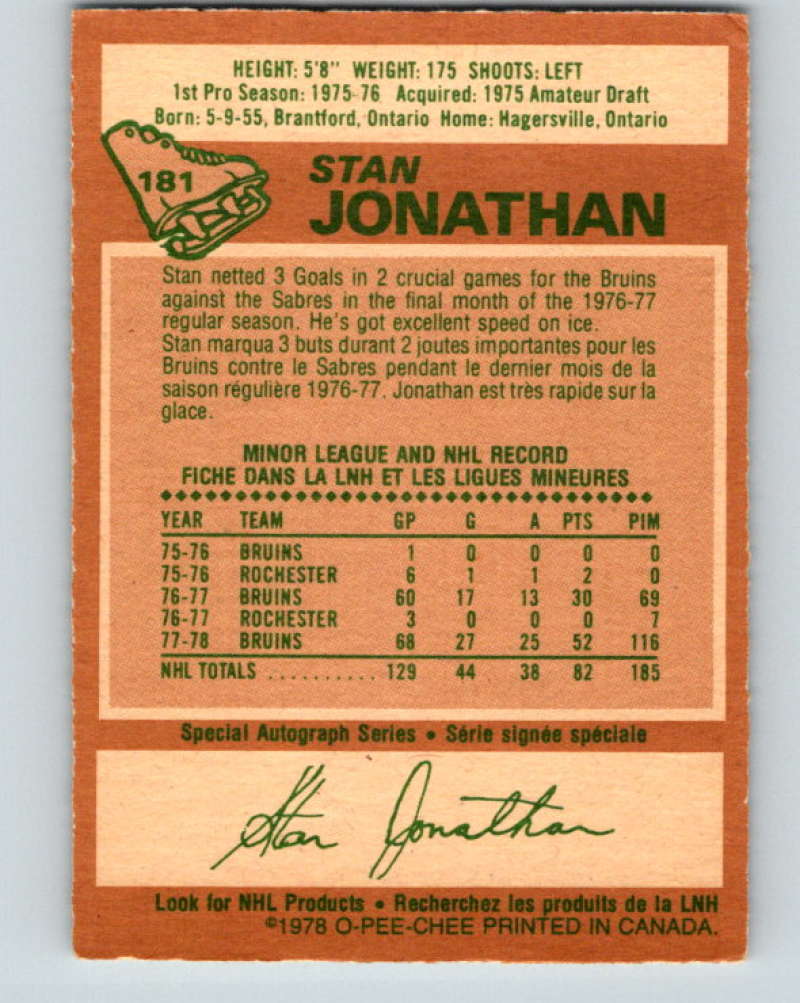 HEIGHT: 5'8" WEIGHT: 175 SHOOTS: LEFT
1st Pro Season: 1975-76 Acquired: 1975 Amateur Draft
Born: 5-9-55, Brantford, Ontario Home: Hagersville, Ontario
181
STAN
JONATHAN
Stan netted 3 Goals in 2 crucial games for the Bruins
against the Sabres in the final month of the 1976-77
regular season. He's got excellent speed on ice.
Stan marqua 3 buts durant 2 joutes importantes pour les
Bruins contre le Sabres pendant le dernier mois de la
saison régulière 1976-77. Jonathan est très rapide sur la
glace.
MINOR LEAGUE AND NHL RECORD
FICHE DANS LA LNH ET LES LIGUES MINEURES
YEAR TEAM GP G A PTS PIM
75-76 BRUINS 1 0 0 0 0
75-76 ROCHESTER 6 1 1 2 0
76-77 BRUINS 60 17 13 30 69
76-77 ROCHESTER 3 0 0 0 7
77-78 BRUINS 68 27 25 52 116
NHL TOTALS .......... 129 44 38 82 185
Special Autograph Series • Série signée spéciale
Stan Jonathan
Look for NHL Products • Recherchez les produits de la LNH
©1978 O-PEE-CHEE PRINTED IN CANADA.